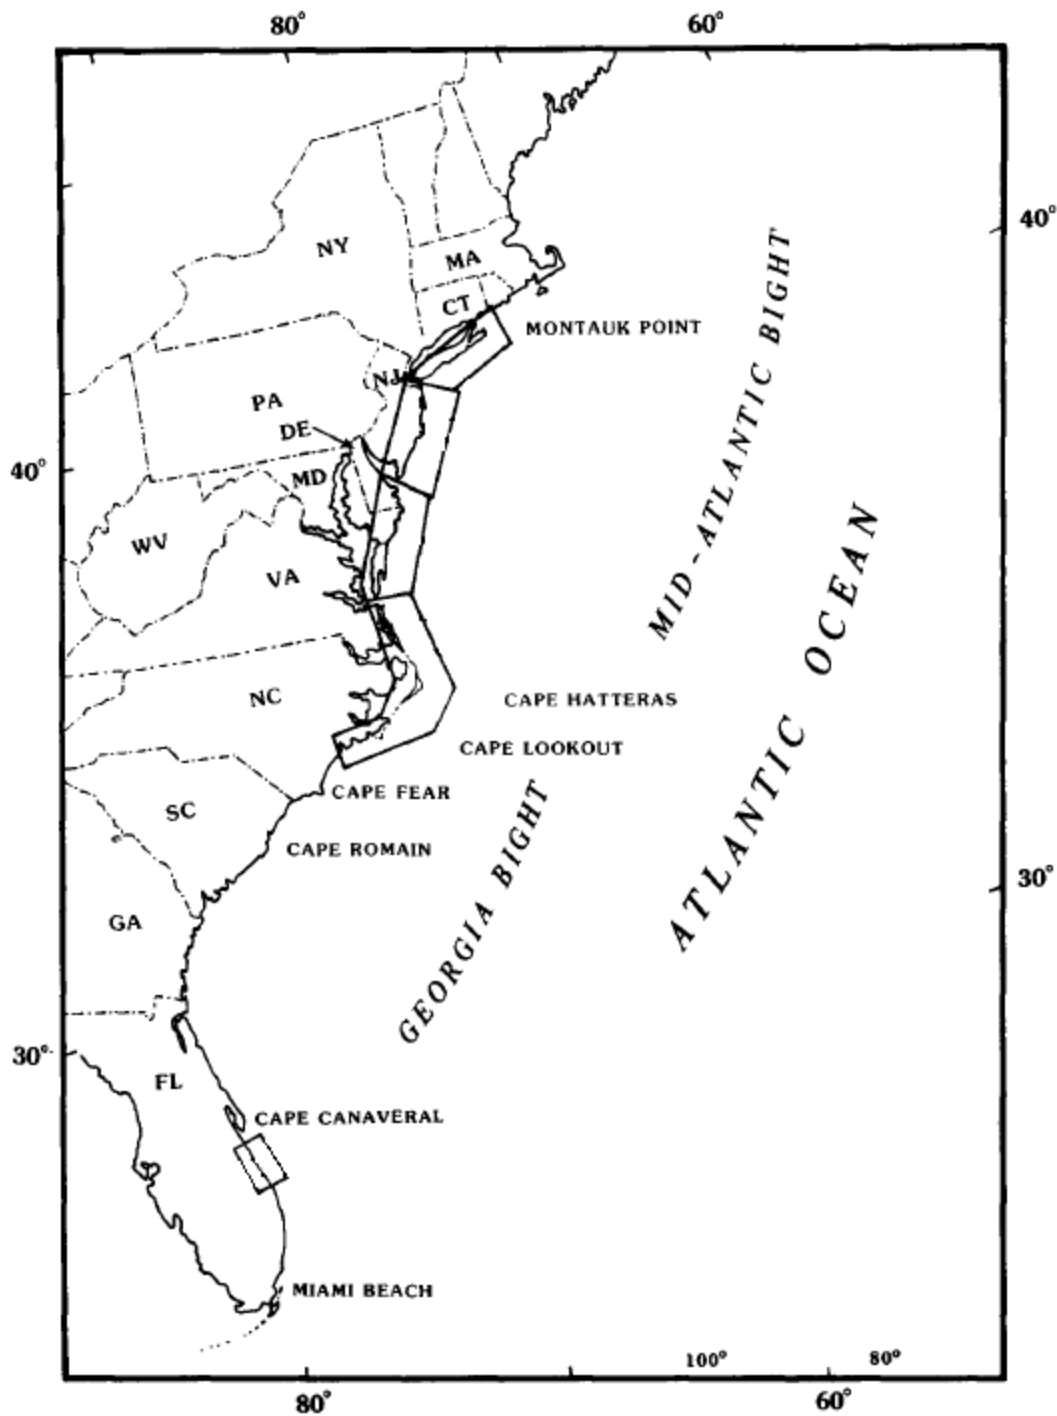 80°
60°
40°
NY
MA
CT
MONTAUK POINT
MID-ATLANTIC BIGHT
NJ
PA
DE
40°
MD
WV
VA
ATLANTIC OCEAN
NC
CAPE HATTERAS
CAPE LOOKOUT
CAPE FEAR
SC
CAPE ROMAIN
GEORGIA BIGHT
30°
GA
30°
FL
CAPE CANAVERAL
MIAMI BEACH
100°
80°
80°
60°